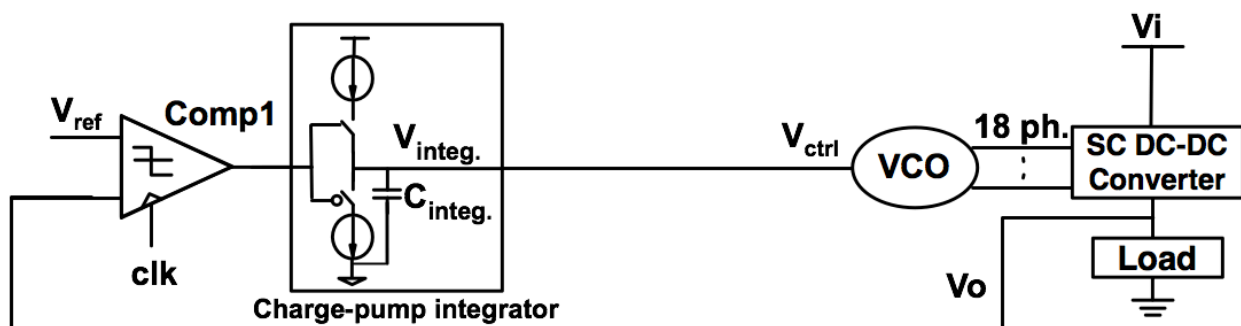 Vi
Comp1
Vref
Vinteg.
Vctrl
18 ph.
VCO
SC DC-DC
Converter
Cinteg.
clk
Load
Vo
Charge-pump integrator